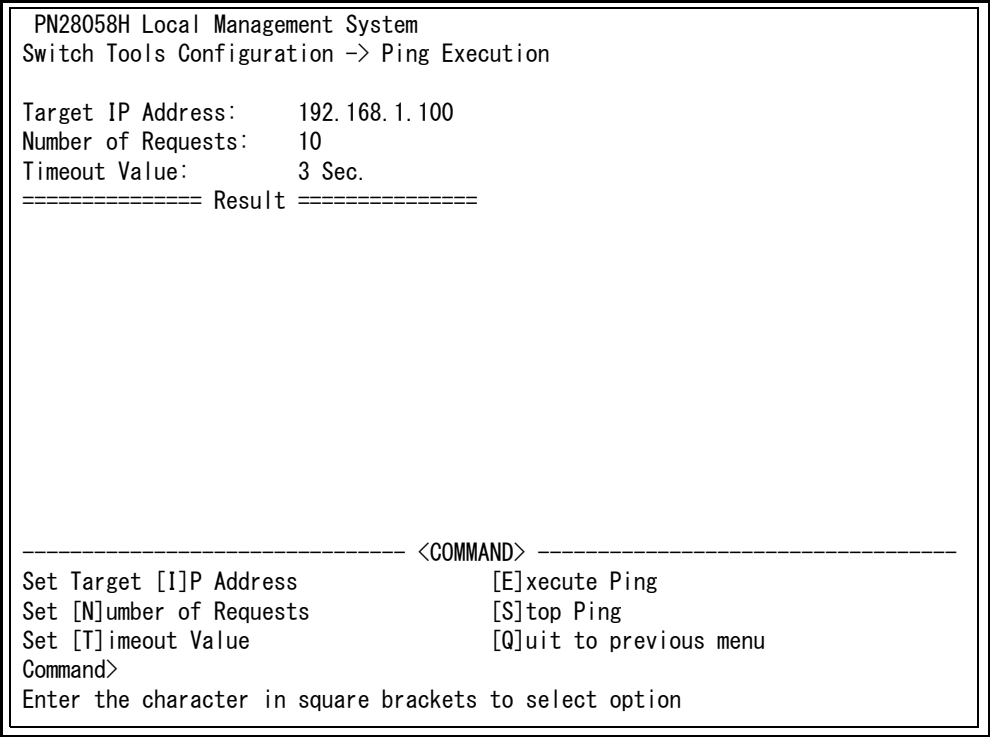 PN28058H Local Management System
Switch Tools Configuration -> Ping Execution
Target IP Address:     192.168.1.100
Number of Requests:    10
Timeout Value:         3 Sec.
=============== Result ===============
-------------------------------- <COMMAND> -----------------------------------
Set Target [I]P Address                [E]xecute Ping
Set [N]umber of Requests               [S]top Ping
Set [T]imeout Value                    [Q]uit to previous menu
Command>
Enter the character in square brackets to select option